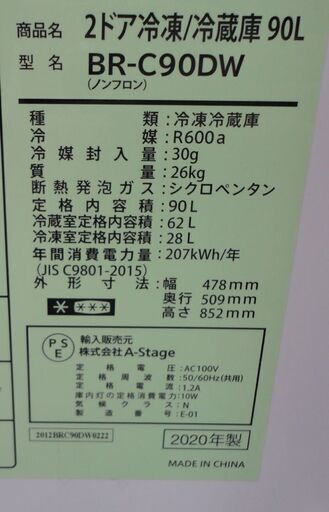 商品名 2ドア冷凍/冷蔵庫 90L
型名 BR-C90DW
(ノンフロン)
種類:冷凍冷蔵庫
冷媒:R600a
冷媒封入量:30g
質量:26kg
断熱発泡ガス:シクロペンタン
定格内容積:90L
冷蔵室定格内容積:62L
冷凍室定格内容積:28L
年間消費電力量:207kWh/年
(JIS C9801-2015)
外形寸法:幅 478mm
奥行 509mm
高さ 852mm
PSE
輸入販売元
株式会社A-Stage
定格電圧:AC100V
定格周波数:50/60Hz(共用)
定格電流:1.2A
庫内灯の定格消費電力:10W
気候クラス:N
製造番号:E-01
2012BRC90DW0222
2020年製
MADE IN CHINA